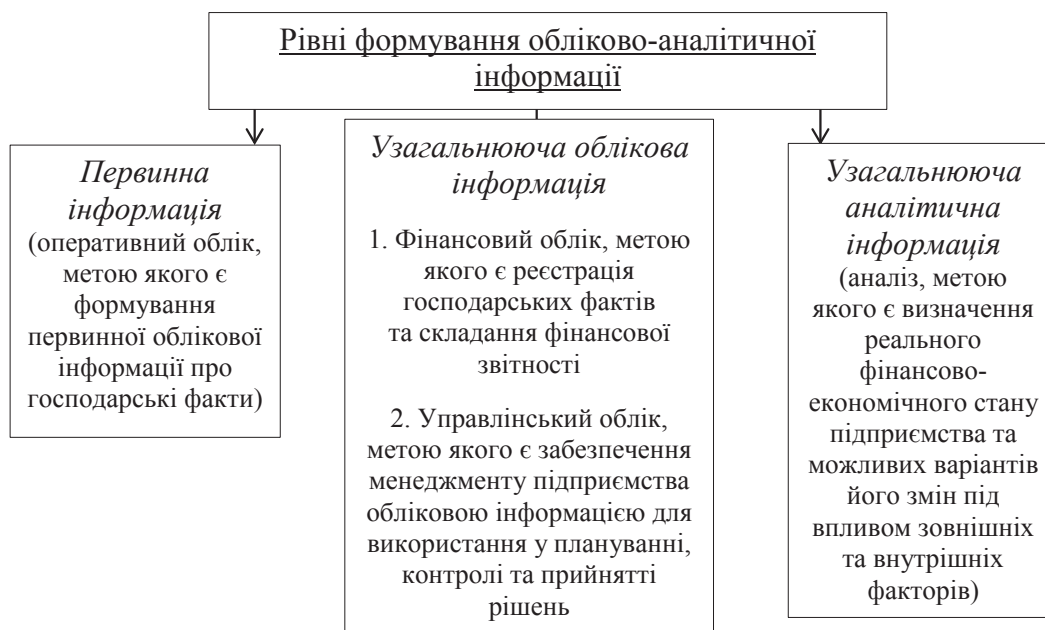 Рівні формування обліково-аналітичної
інформації
Первинна
інформація
(оперативний облік,
метою якого є
формування
первинної облікової
інформації про
господарські факти)
Узагальнююча облікова
інформація
1. Фінансовий облік, метою
якого є реєстрація
господарських фактів
та складання фінансової
звітності
2. Управлінський облік,
метою якого є забезпечення
менеджменту підприємства
обліковою інформацією для
використання у плануванні,
контролі та прийнятті
рішень
Узагальнююча
аналітична
інформація
(аналіз, метою
якого є визначення
реального
фінансово-
економічного стану
підприємства та
можливих варіантів
його змін під
впливом зовнішніх
та внутрішніх
факторів)